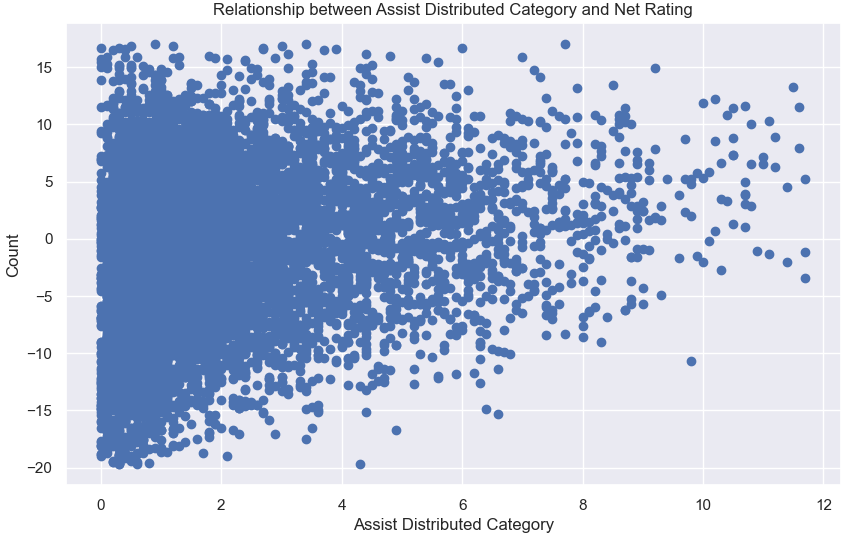 Relationship between Assist Distributed Category and Net Rating
15
10
5
0
−5
−10
−15
−20
Count
0 2 4 6 8 10 12
Assist Distributed Category